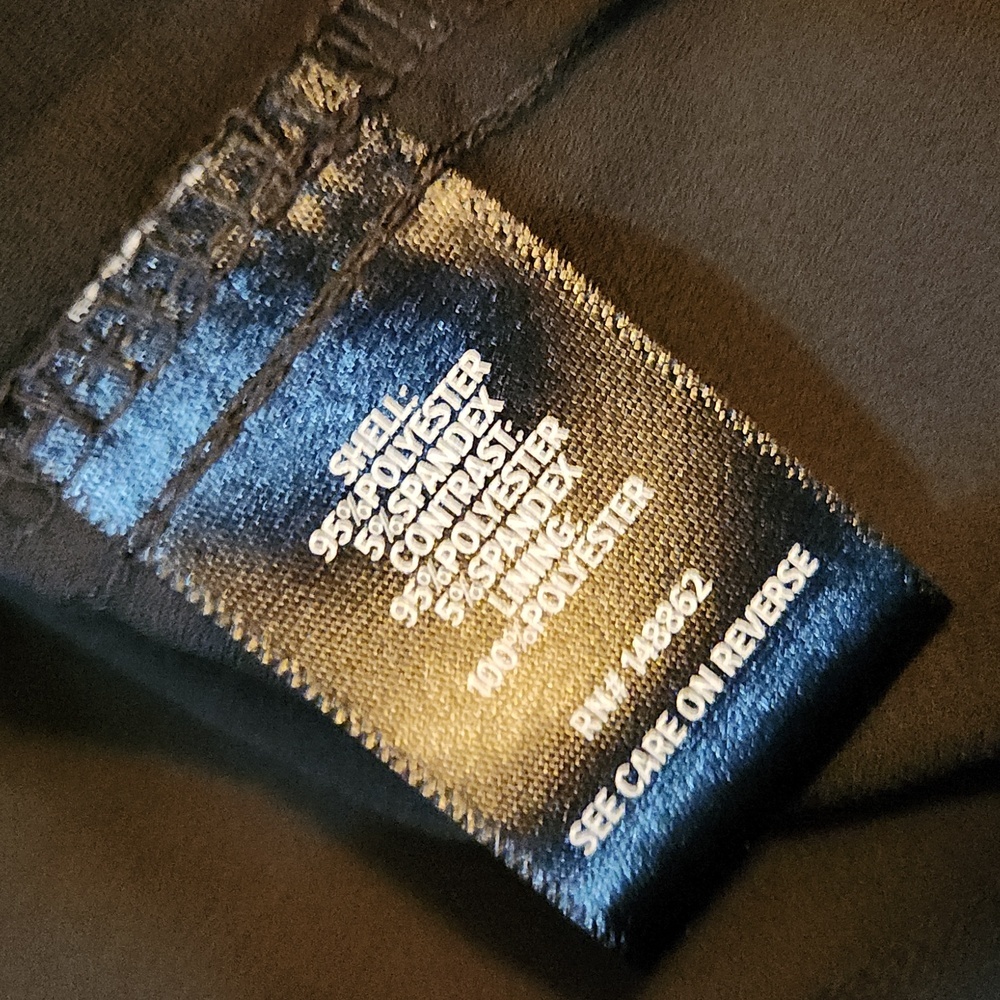 SHELL:
95%POLYESTER
5%SPANDEX
CONTRAST:
95%POLYESTER
5%SPANDEX
LINING:
100%POLYESTER
RN# 148862
SEE CARE ON REVERSE